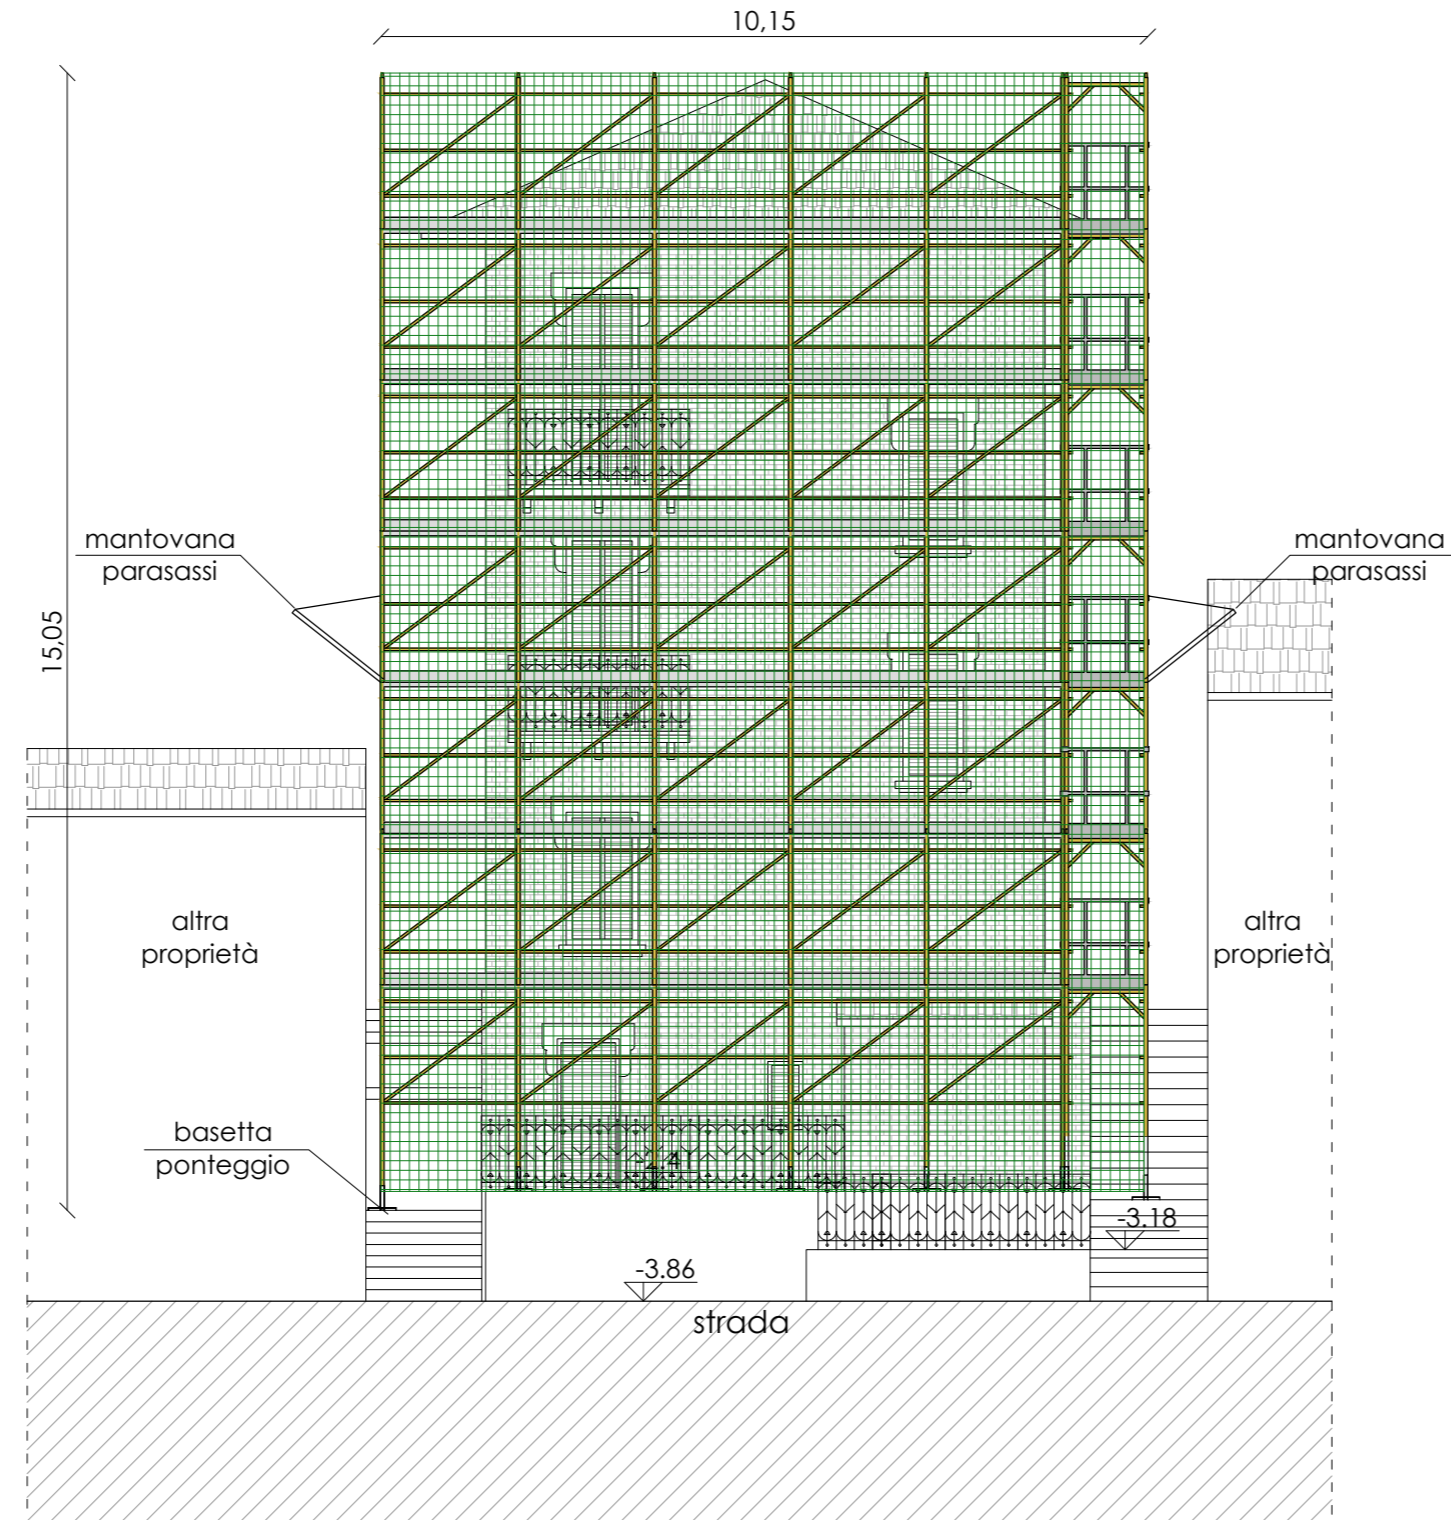 10,15
15,05
mantovana
parasassi
mantovana
parasassi
altra
proprietà
altra
proprietà
basetta
ponteggio
-3.18
-3.86
strada